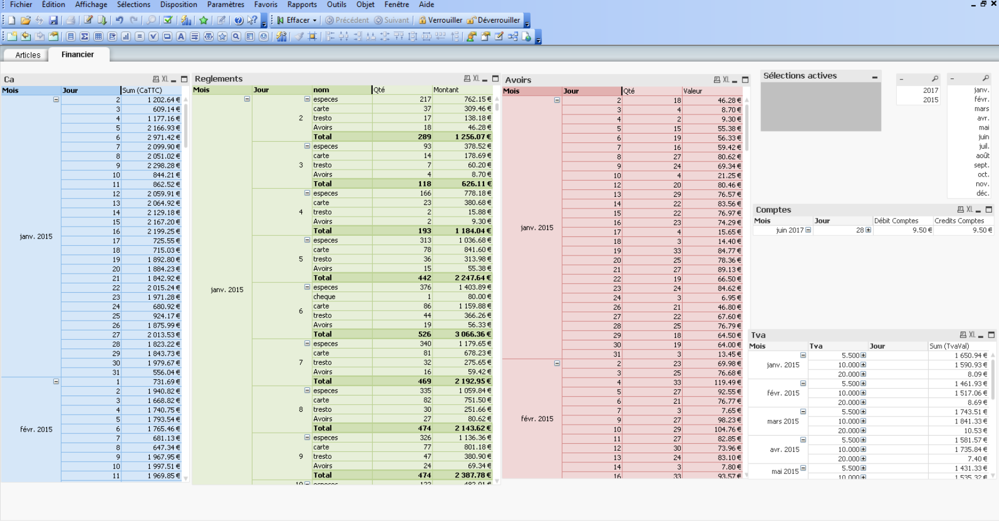 Fichier Édition Affichage Sélections Disposition Paramètres Favoris Rapports Outils Objet Fenêtre Aide
Effacer Précédent Suivant Verrouiller Déverrouiller
Articles Financier
Ca XL
Mois Jour Sum (CaTTC)
janv. 2015
2 1 202.64 €
3 609.14 €
4 1 177.16 €
5 2 166.93 €
6 2 971.42 €
7 2 099.90 €
8 2 051.02 €
9 2 298.28 €
10 844.21 €
11 862.52 €
12 2 059.91 €
13 2 064.92 €
14 2 129.18 €
15 2 167.20 €
16 2 199.25 €
17 725.55 €
18 715.03 €
19 1 892.80 €
20 1 884.23 €
21 1 842.92 €
22 2 015.24 €
23 1 971.28 €
24 680.92 €
25 924.17 €
26 1 875.99 €
27 2 013.53 €
28 1 823.22 €
29 1 843.73 €
30 1 979.67 €
31 556.04 €
févr. 2015
1 731.69 €
2 1 940.82 €
3 1 668.82 €
4 1 740.75 €
5 1 793.54 €
6 1 765.46 €
7 681.13 €
8 647.34 €
9 1 967.95 €
10 1 997.51 €
11 1 969.85 €
Reglements XL
Mois Jour nom Qté Montant
janv. 2015
2
especes 217 762.15 €
carte 37 309.46 €
tresto 17 138.18 €
Avoirs 18 46.28 €
Total 289 1 256.07 €
3
especes 93 378.52 €
carte 14 178.69 €
tresto 7 60.20 €
Avoirs 4 8.70 €
Total 118 626.11 €
4
especes 166 778.18 €
carte 23 380.68 €
tresto 2 15.88 €
Avoirs 2 9.30 €
Total 193 1 184.04 €
5
especes 313 1 036.68 €
carte 78 841.60 €
tresto 36 313.98 €
Avoirs 15 55.38 €
Total 442 2 247.64 €
6
especes 376 1 403.89 €
cheque 1 80.00 €
carte 86 1 159.88 €
tresto 44 366.26 €
Avoirs 19 56.33 €
Total 526 3 066.36 €
7
especes 340 1 179.65 €
carte 81 678.23 €
tresto 32 275.65 €
Avoirs 16 59.42 €
Total 469 2 192.95 €
8
especes 335 1 059.84 €
carte 82 751.50 €
tresto 30 251.66 €
Avoirs 27 80.62 €
Total 474 2 143.62 €
9
especes 326 1 136.36 €
carte 77 801.18 €
tresto 47 380.90 €
Avoirs 24 69.34 €
Total 474 2 387.78 €
Avoirs XL
Mois Jour Qté Valeur
janv. 2015
2 18 46.28 €
3 4 8.70 €
4 2 9.30 €
5 15 55.38 €
6 19 56.33 €
7 16 59.42 €
8 27 80.62 €
9 24 69.34 €
10 4 21.25 €
12 20 80.46 €
13 29 76.57 €
14 22 83.56 €
15 22 76.97 €
16 23 74.29 €
17 4 15.65 €
18 3 14.40 €
19 33 84.77 €
20 25 78.36 €
21 27 89.13 €
22 19 66.50 €
23 24 84.62 €
24 3 6.95 €
26 21 46.80 €
27 22 67.60 €
28 25 76.79 €
29 18 64.50 €
30 19 64.00 €
31 3 13.45 €
févr. 2015
2 23 69.98 €
3 25 76.68 €
4 33 119.49 €
5 27 92.55 €
6 21 76.77 €
7 3 7.65 €
9 27 98.23 €
10 29 104.76 €
11 27 82.85 €
12 30 73.96 €
13 24 83.10 €
14 3 7.80 €
16 33 93.57 €
Sélections actives
2017
2015
janv.
févr.
mars
avr.
mai
juin
juil.
août
sept.
oct.
nov.
déc.
Comptes XL
Mois Jour Débit Comptes Credits Comptes
juin 2017 28 9.50 € 9.50 €
Tva XL
Mois Tva Jour Sum (TvaVal)
janv. 2015
5.500 1 650.94 €
10.000 1 590.93 €
20.000 8.09 €
févr. 2015
5.500 1 461.93 €
10.000 1 517.06 €
20.000 8.69 €
mars 2015
5.500 1 743.51 €
10.000 1 841.33 €
20.000 10.53 €
avr. 2015
5.500 1 581.57 €
10.000 1 735.84 €
20.000 7.40 €
mai 2015
5.500 1 431.33 €
10.000 1 535.32 €